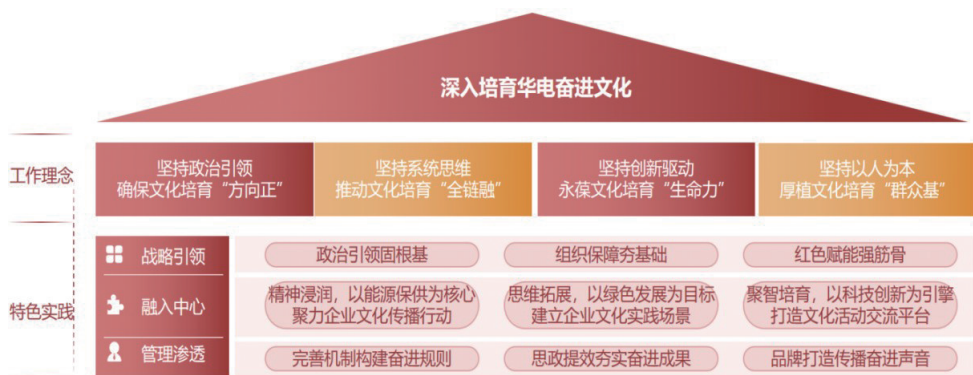 深入培育华电奋进文化
工作理念
坚持政治引领
确保文化培育“方向正”
坚持系统思维
推动文化培育“全链融”
坚持创新驱动
永葆文化培育“生命力”
坚持以人为本
厚植文化培育“群众基”
特色实践
战略引领
政治引领固根基
组织保障夯基础
红色赋能强筋骨
融入中心
精神浸润，以能源保供为核心
聚力企业文化传播行动
思维拓展，以绿色发展为目标
建立企业文化实践场景
聚智培育，以科技创新为引擎
打造文化活动交流平台
管理渗透
完善机制构建奋进规则
思政提效夯实奋进成果
品牌打造传播奋进声音